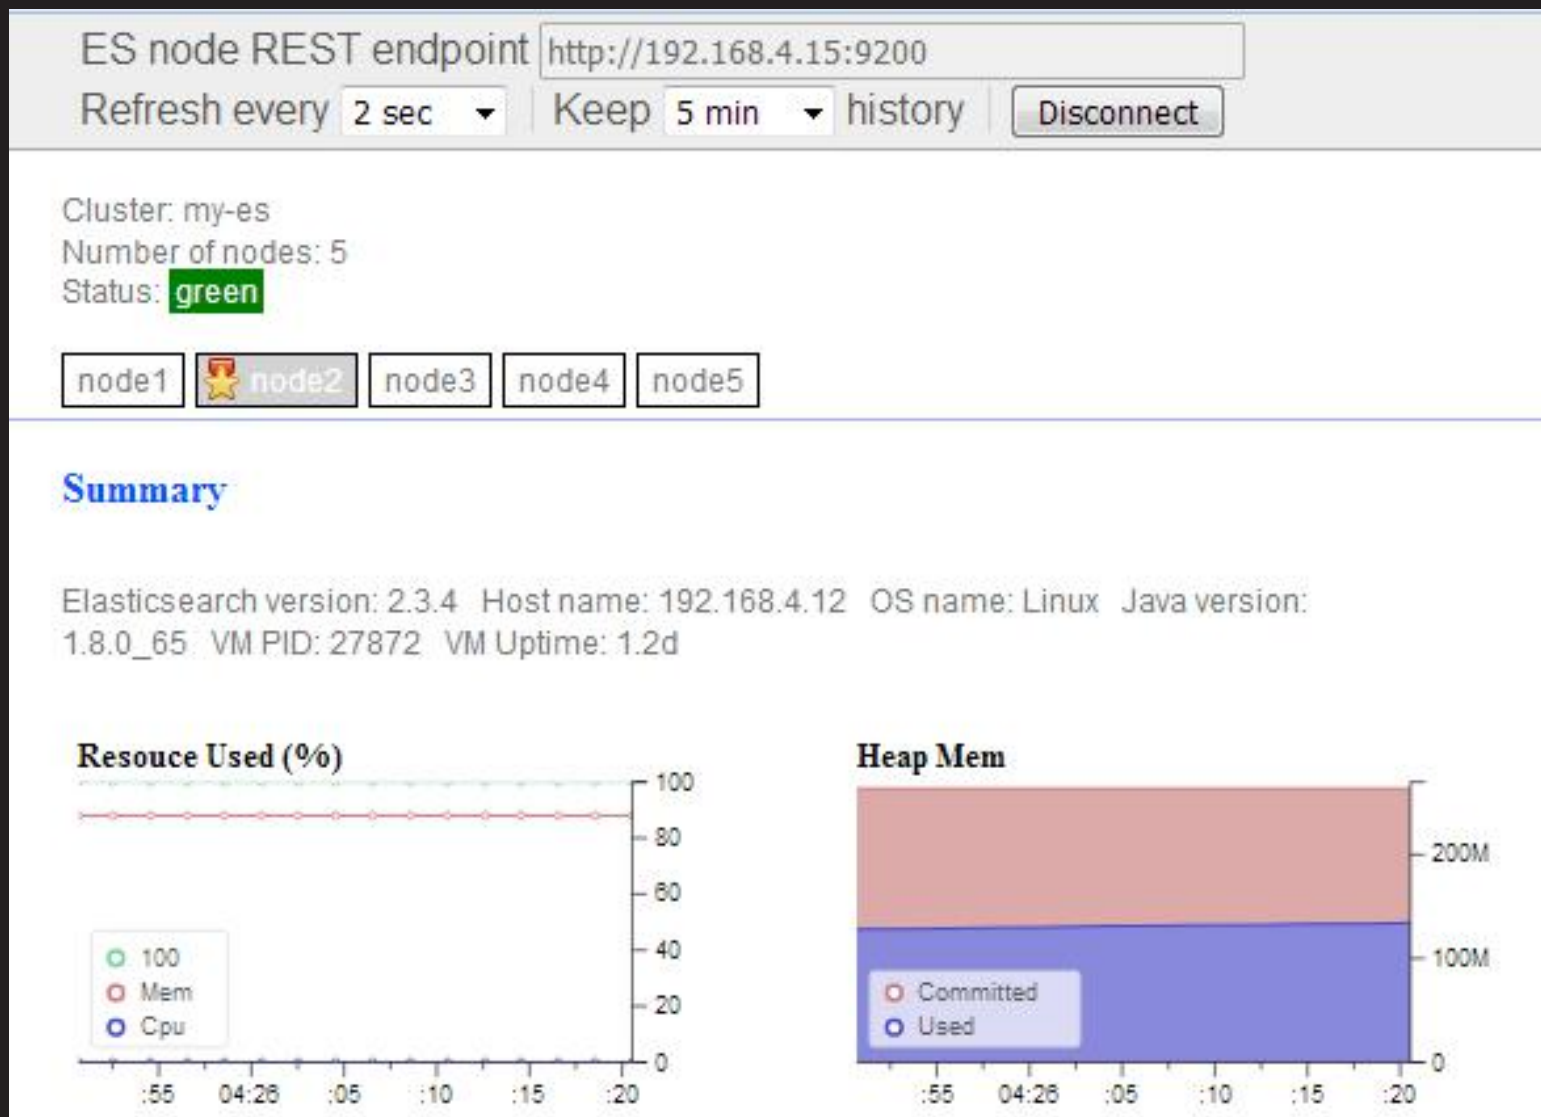 ES node REST endpoint http://192.168.4.15:9200
Refresh every 2 sec Keep 5 min history Disconnect
Cluster: my-es
Number of nodes: 5
Status: green
node1 node2 node3 node4 node5
Summary
Elasticsearch version: 2.3.4 Host name: 192.168.4.12 OS name: Linux Java version:
1.8.0_65 VM PID: 27872 VM Uptime: 1.2d
Resouce Used (%)
100
80
60
40
20
0
100
Mem
Cpu
:55 04:26 :05 :10 :15 :20
Heap Mem
200M
100M
0
Committed
Used
:55 04:26 :05 :10 :15 :20